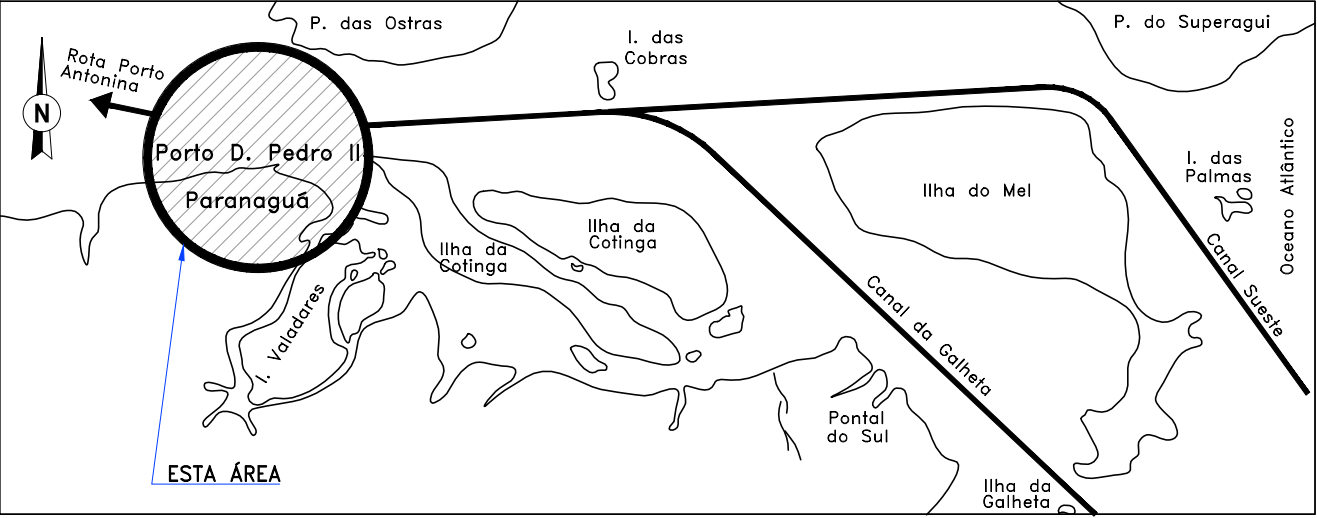 P. das Ostras
P. do Superagui
I. das
Cobras
Rota Porto
Antonina
N
Porto D. Pedro II
Paranaguá
I. das
Palmas
Oceano Atlântico
Ilha do Mel
Ilha da
Cotinga
Ilha da
Cotinga
Canal Sueste
I. Valadares
Canal da Galheta
Pontal
do Sul
ESTA ÁREA
Ilha da
Galheta